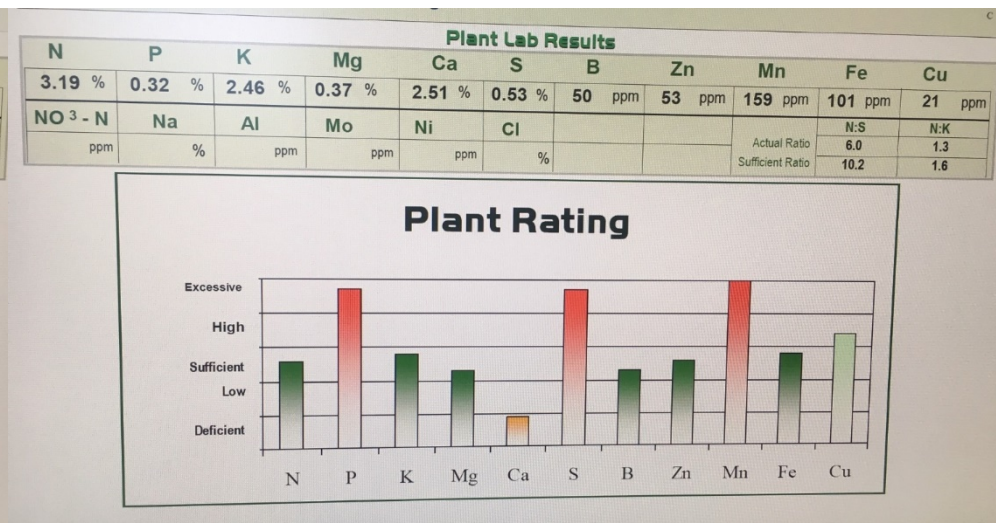 Plant Lab Results
N P K Mg Ca S B Zn Mn Fe Cu
3.19 % 0.32 % 2.46 % 0.37 % 2.51 % 0.53 % 50 ppm 53 ppm 159 ppm 101 ppm 21 ppm
NO 3 - N Na Al Mo Ni Cl N:S N:K
ppm % ppm ppm ppm %
Actual Ratio 6.0 1.3
Sufficient Ratio 10.2 1.6
Plant Rating
Excessive
High
Sufficient
Low
Deficient
N P K Mg Ca S B Zn Mn Fe Cu